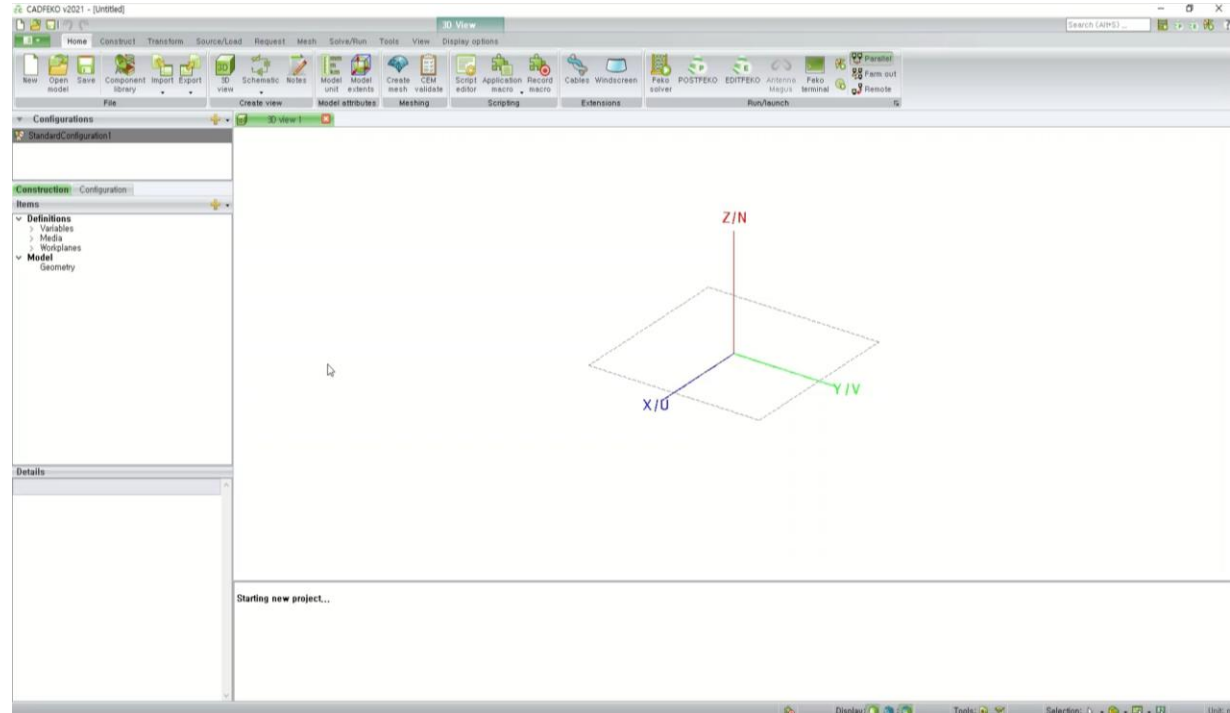 CADFEKO v2021 - [Untitled]
3D View
Search (Alt+S) ...
Home Construct Transform Source/Load Request Mesh Solve/Run Tools View Display options
New Open model Save Component library Import Export 3D view Schematic Notes Model unit Model extents Create mesh CEM validate Script editor Application macro Record macro Cables Windscreen Feko solver POSTFEKO EDITFEKO Antenna Magus Feko terminal Parallel
Farm out
Remote
File Create view Model attributes Meshing Scripting Extensions Run/launch
Configurations
3D view 1
StandardConfiguration1
Construction Configuration
Items
Definitions
Variables
Media
Workplanes
Model
Geometry
Z/N
X/U
Y/V
Details
Starting new project...
Display: Tools: Selection: Unit: